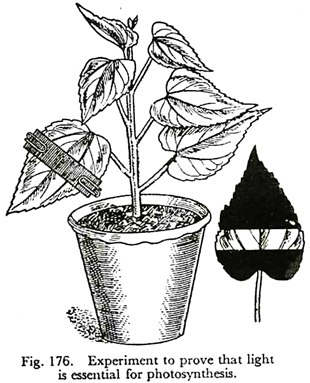 Fig. 176. Experiment to prove that light
is essential for photosynthesis.